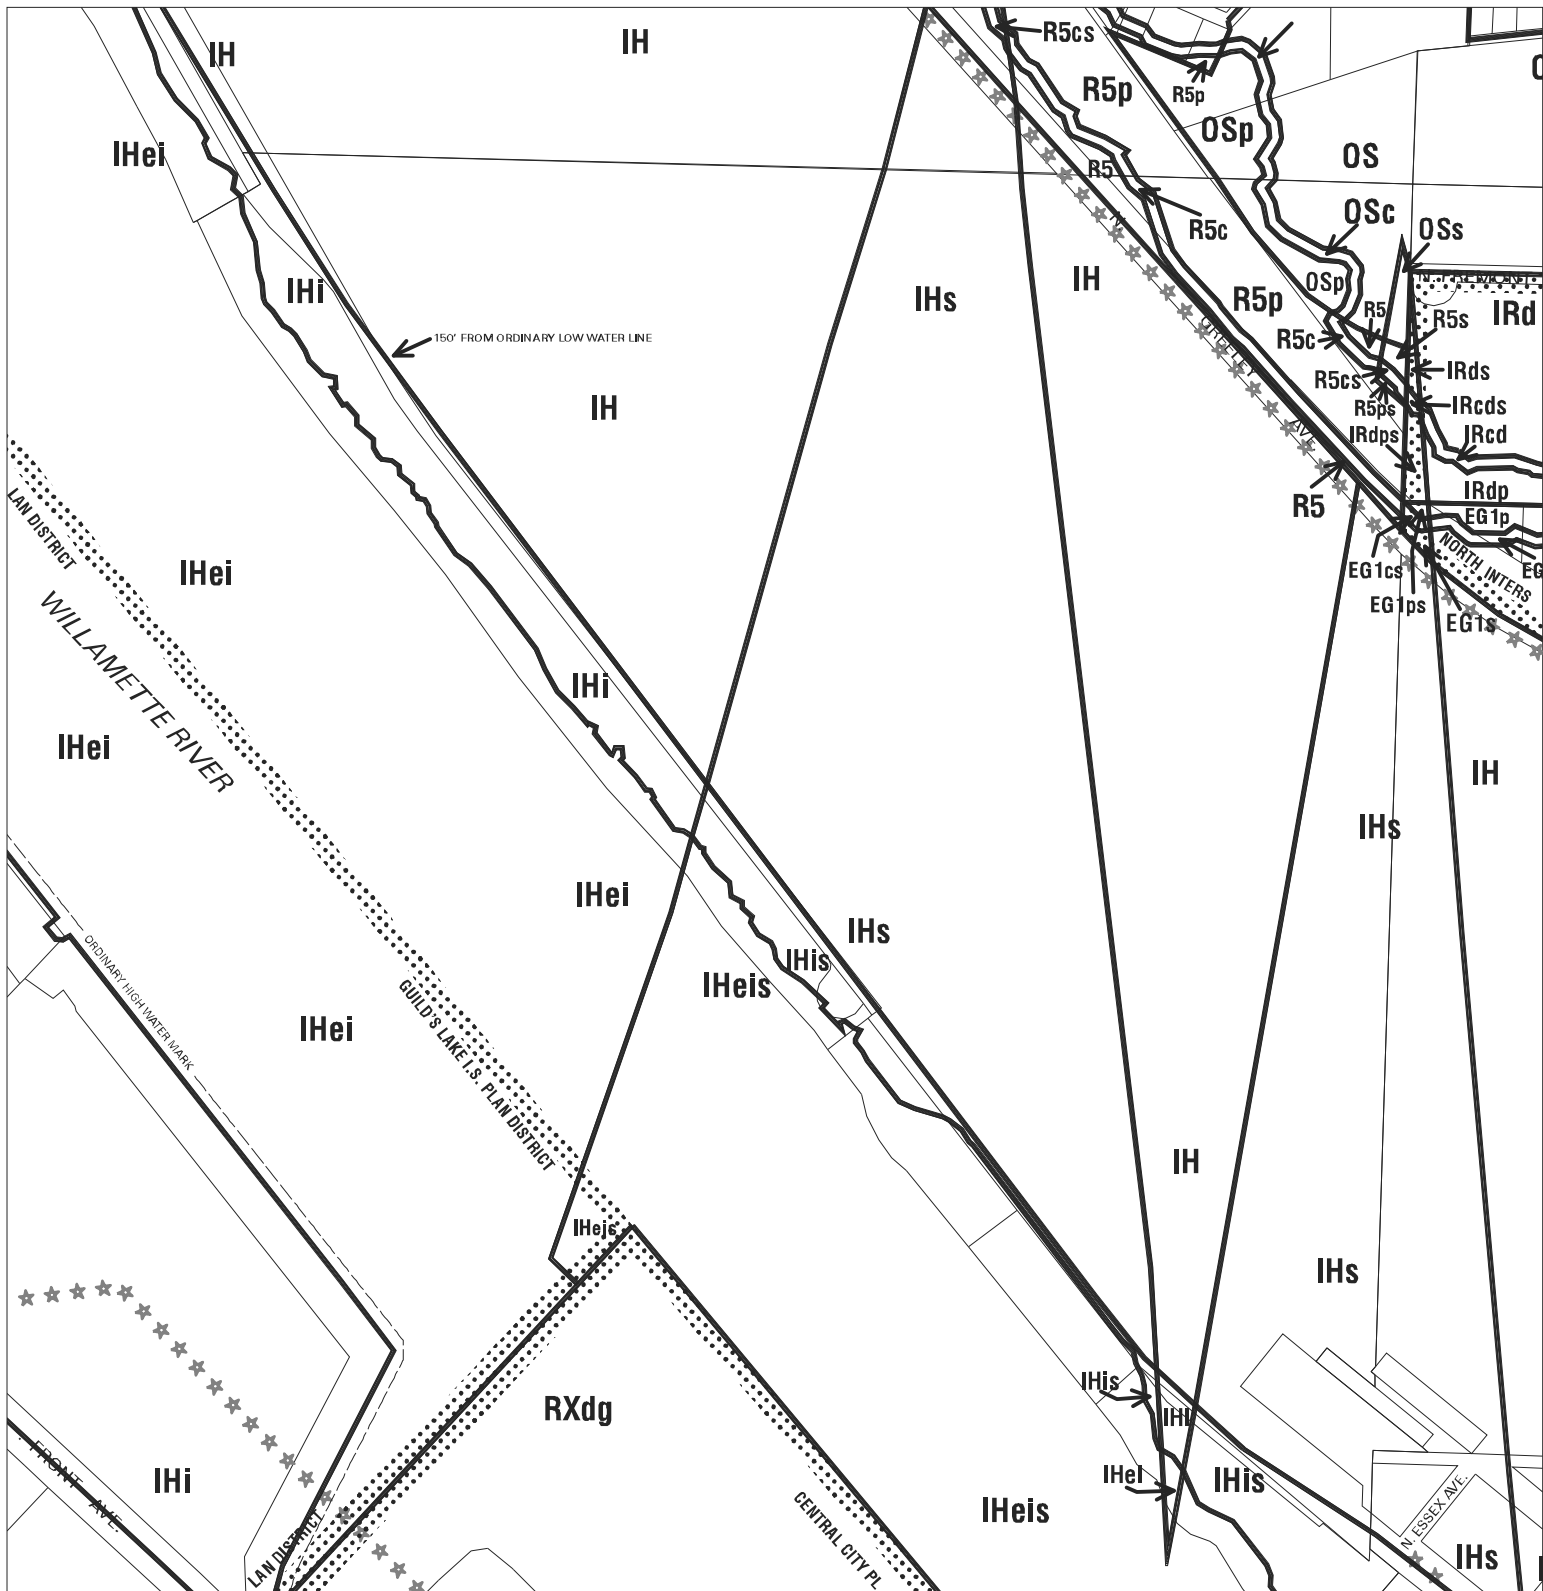 IH
IH
R5cs
R5p
R5p
OSp
OS
IHei
R5
R5c
OSc
OSs
N
IHi
IHs
IH
R5p
OSp
N. FREMONT
IRd
R5
R5s
R5c
150' FROM ORDINARY LOW WATER LINE
GREELEY
IH
R5cs
IRds
R5ps
IRcds
IRdps
IRcd
AVE.
LAN DISTRICT
R5
IRdp
EG1p
NORTH INTERS
IHei
EG1cs
EG
EG1ps
EG1s
WILLAMETTE RIVER
IHi
IHei
IH
IHs
IHei
IHs
IHis
IHeis
ORDINARY HIGH WATER MARK
GUILD'S LAKE I.S. PLAN DISTRICT
IHei
IH
IHeis
IHs
RXdg
IHis
IHi
FRONT AVE.
IHi
IHei
IHis
IHeis
CENTRAL CITY PL
N ESSEX AVE.
IHs
LAN DISTRICT